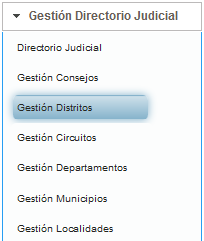 Gestión Directorio Judicial
Directorio Judicial
Gestión Consejos
Gestión Distritos
Gestión Circuitos
Gestión Departamentos
Gestión Municipios
Gestión Localidades